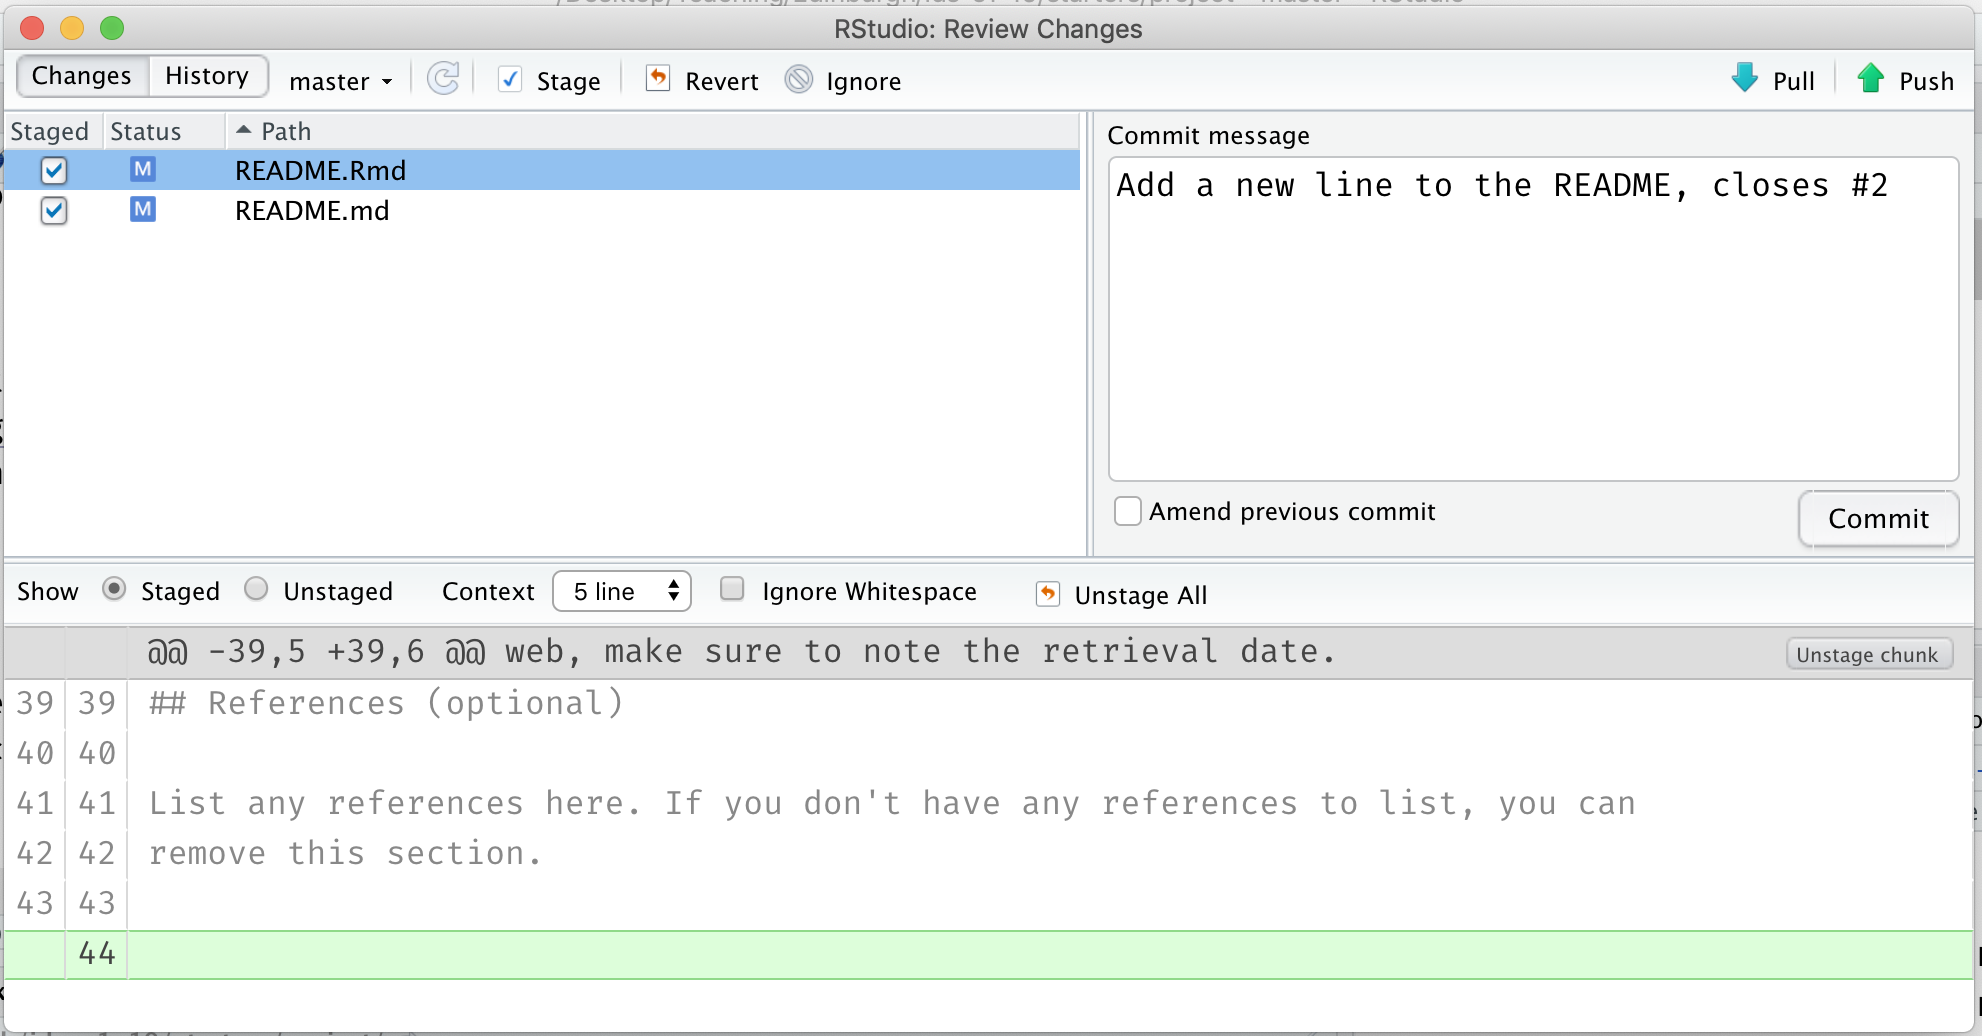 RStudio: Review Changes
Changes History master Stage Revert Ignore Pull Push
Staged Status Path
M README.Rmd
M README.md
Commit message
Add a new line to the README, closes #2
Amend previous commit
Commit
Show Staged Unstaged Context 5 line Ignore Whitespace Unstage All
@@ -39,5 +39,6 @@ web, make sure to note the retrieval date. Unstage chunk
39 39 ## References (optional)
40 40
41 41 List any references here. If you don't have any references to list, you can
42 42 remove this section.
43 43
44